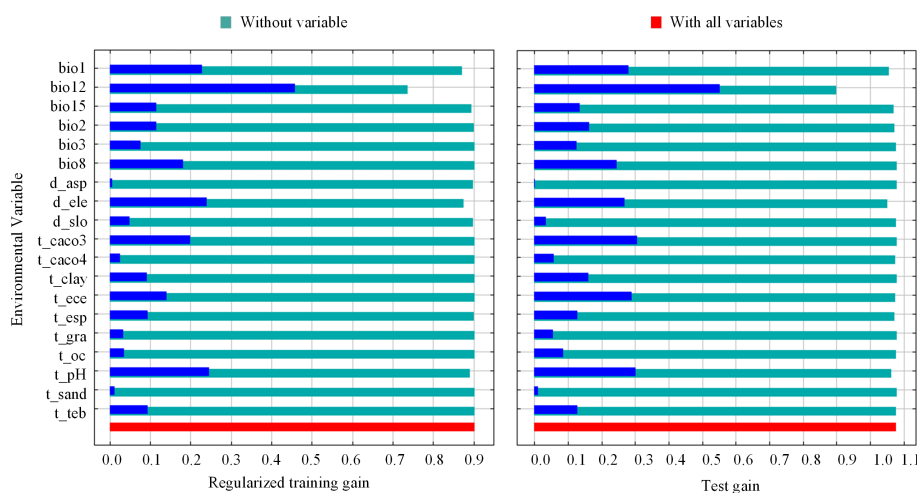 Without variable
With all variables
Environmental Variable
bio1
bio12
bio15
bio2
bio3
bio8
d_asp
d_ele
d_slo
t_caco3
t_caco4
t_clay
t_ece
t_esp
t_gra
t_oc
t_pH
t_sand
t_teb
0.0 0.1 0.2 0.3 0.4 0.5 0.6 0.7 0.8 0.9
0.0 0.1 0.2 0.3 0.4 0.5 0.6 0.7 0.8 0.9 1.0 1.1
Regularized training gain
Test gain